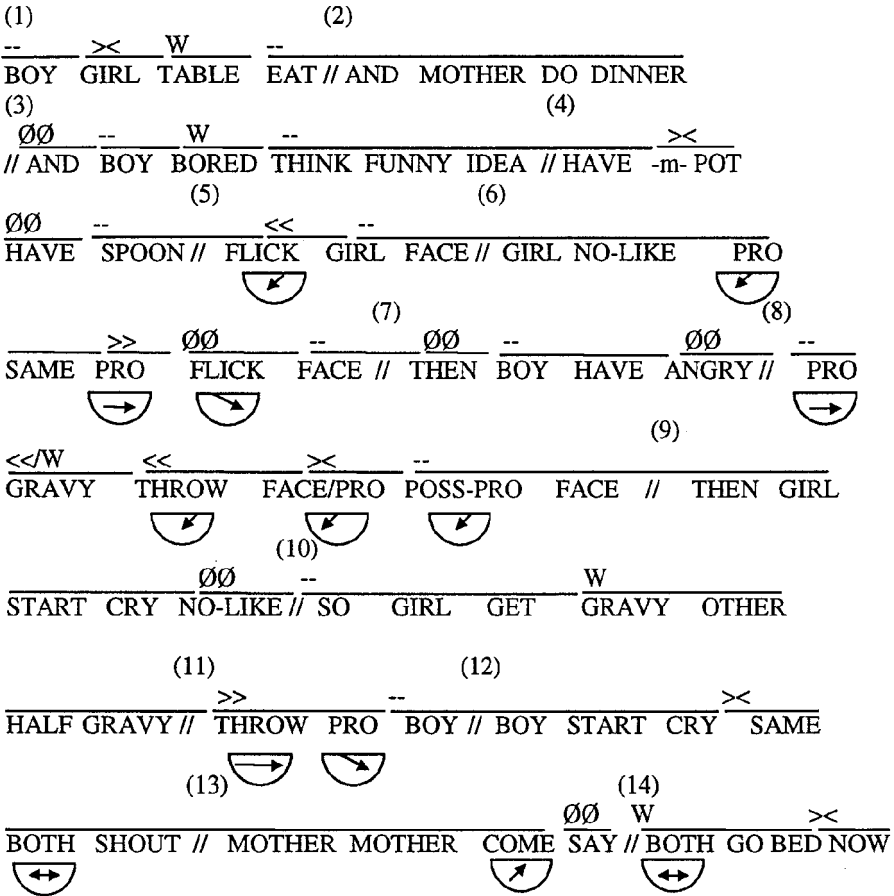 (1) (2)
-- >< W --
BOY GIRL TABLE EAT // AND MOTHER DO DINNER
(3) (4)
ØØ -- W -- ><
// AND BOY BORED THINK FUNNY IDEA // HAVE -m- POT
(5) (6)
ØØ -- << --
HAVE SPOON // FLICK GIRL FACE // GIRL NO-LIKE PRO
(7) (8)
>> ØØ -- ØØ -- ØØ --
SAME PRO FLICK FACE // THEN BOY HAVE ANGRY // PRO
(9)
<</W << >< --
GRAVY THROW FACE/PRO POSS-PRO FACE // THEN GIRL
(10)
ØØ -- W
START CRY NO-LIKE // SO GIRL GET GRAVY OTHER
(11) (12)
>> -- ><
HALF GRAVY // THROW PRO BOY // BOY START CRY SAME
(13) (14)
ØØ W ><
BOTH SHOUT // MOTHER MOTHER COME SAY // BOTH GO BED NOW